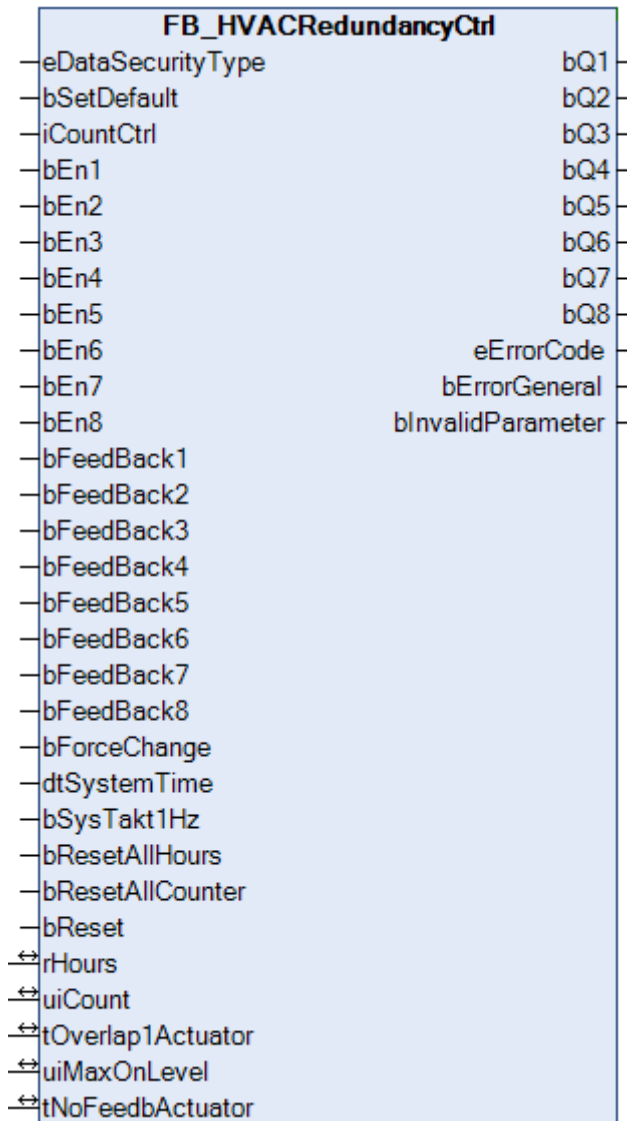 FB_HVACRedundancyCtrl
eDataSecurityType bQ1
bSetDefault bQ2
iCountCtrl bQ3
bEn1 bQ4
bEn2 bQ5
bEn3 bQ6
bEn4 bQ7
bEn5 bQ8
bEn6 eErrorCode
bEn7 bErrorGeneral
bEn8 bInvalidParameter
bFeedBack1
bFeedBack2
bFeedBack3
bFeedBack4
bFeedBack5
bFeedBack6
bFeedBack7
bFeedBack8
bForceChange
dtSystemTime
bSysTakt1Hz
bResetAllHours
bResetAllCounter
bReset
rHours
uiCount
tOverlap1Actuator
uiMaxOnLevel
tNoFeedbActuator